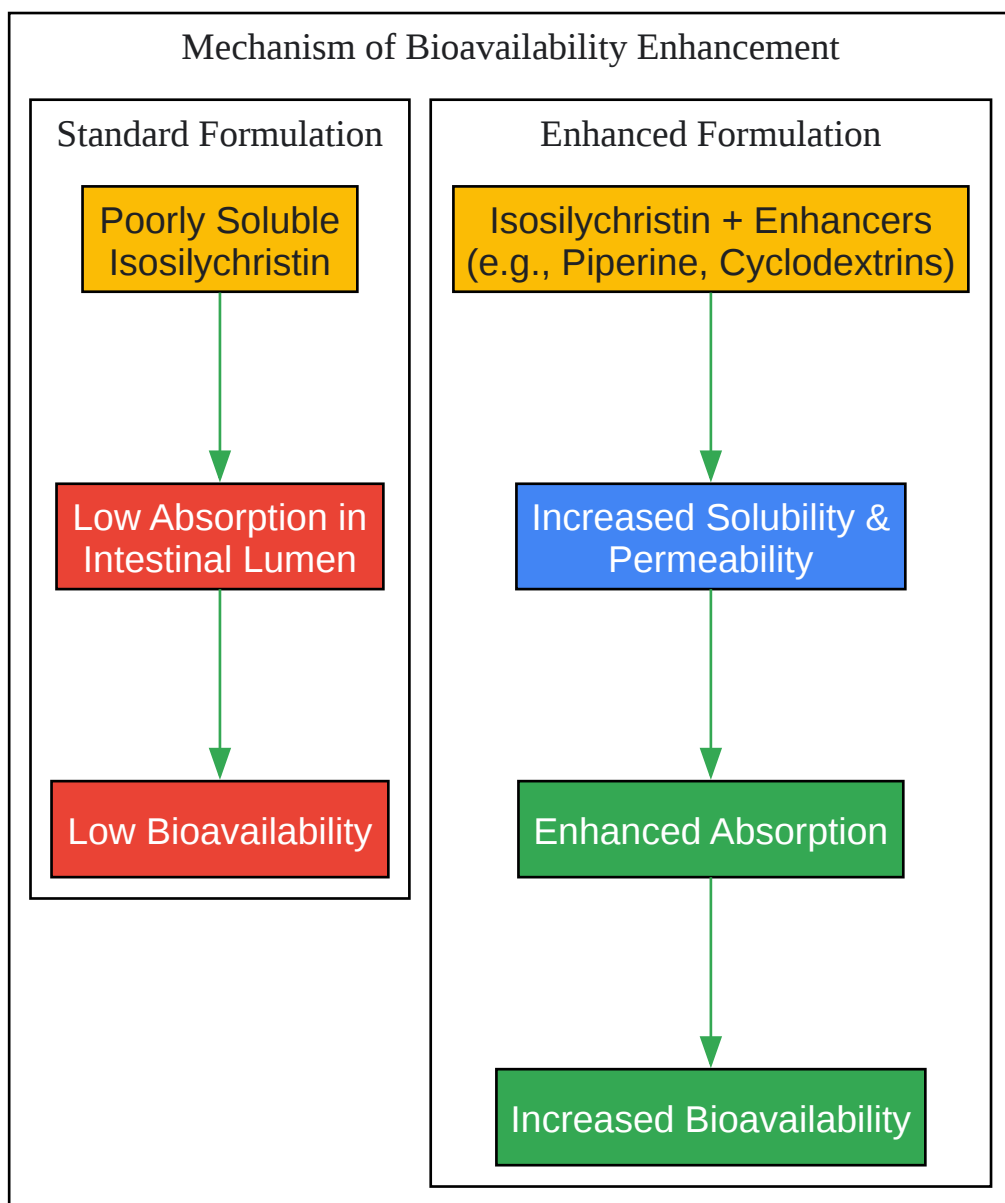 Mechanism of Bioavailability Enhancement
Standard Formulation
Poorly Soluble
Isosilychristin
Low Absorption in
Intestinal Lumen
Low Bioavailability
Enhanced Formulation
Isosilychristin + Enhancers
(e.g., Piperine, Cyclodextrins)
Increased Solubility &
Permeability
Enhanced Absorption
Increased Bioavailability